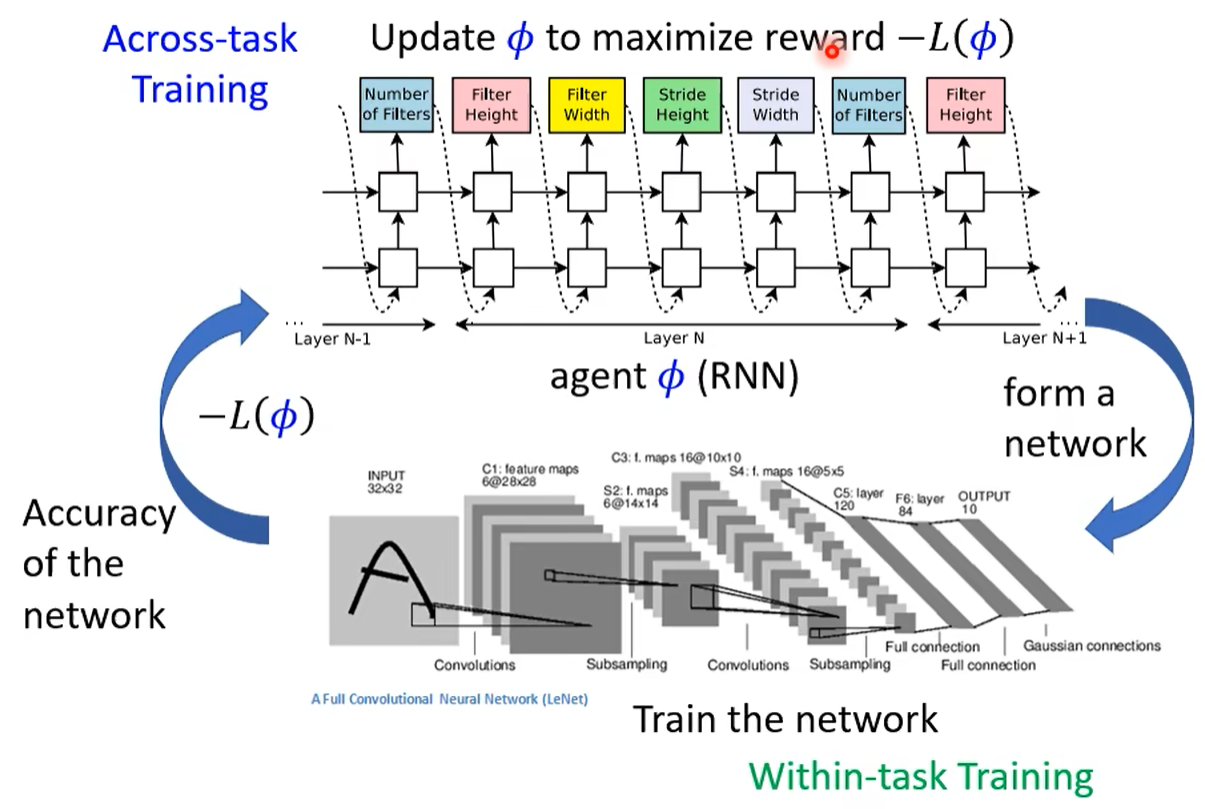 Across-task
Training
Update ϕ to maximize reward −L(ϕ)
Number
of Filters
Filter
Height
Filter
Width
Stride
Height
Stride
Width
Number
of Filters
Filter
Height
...
Layer N-1
Layer N
...
Layer N+1
agent ϕ (RNN)
−L(ϕ)
form a
network
Accuracy
of the
network
INPUT
32x32
C1: feature maps
6@28x28
S2: f. maps
6@14x14
C3: f. maps 16@10x10
S4: f. maps 16@5x5
C5: layer
120
F6: layer
84
OUTPUT
10
A
Convolutions
Subsampling
Convolutions
Subsampling
Full connection
Full connection
Gaussian connections
A Full Convolutional Neural Network (LeNet)
Train the network
Within-task Training